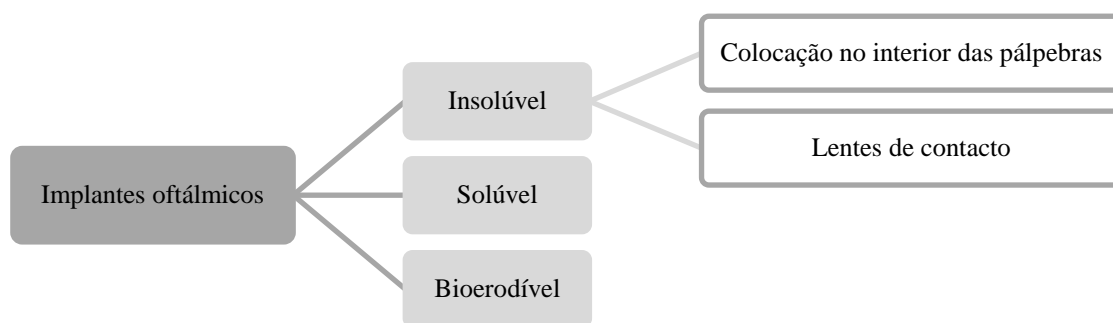 Implantes oftálmicos
Insolúvel
Solúvel
Bioerodível
Colocação no interior das pálpebras
Lentes de contacto